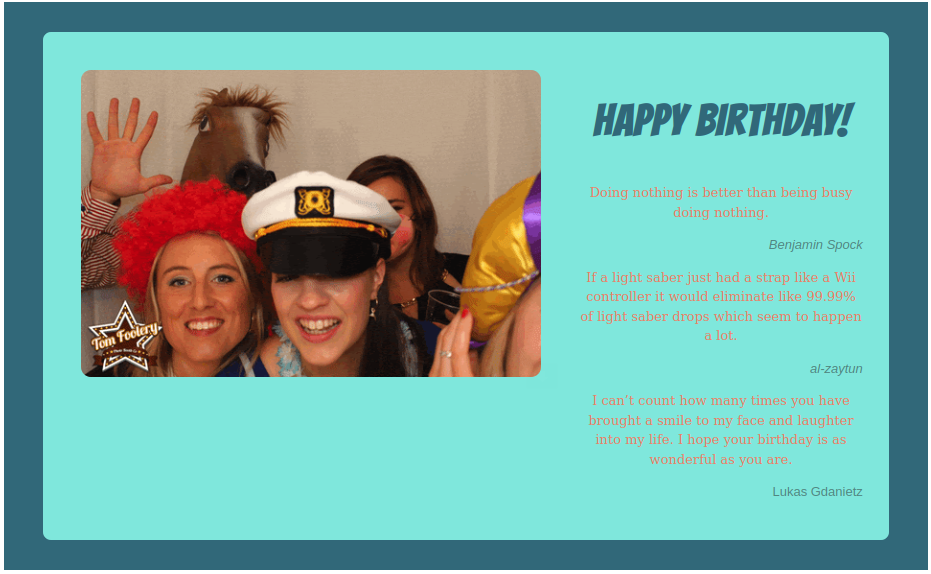 HAPPY BIRTHDAY!
Doing nothing is better than being busy
doing nothing.
Benjamin Spock
If a light saber just had a strap like a Wii
controller it would eliminate like 99.99%
of light saber drops which seem to happen
a lot.
al-zaytun
I can’t count how many times you have
brought a smile to my face and laughter
into my life. I hope your birthday is as
wonderful as you are.
Lukas Gdanietz
Tom Foolery